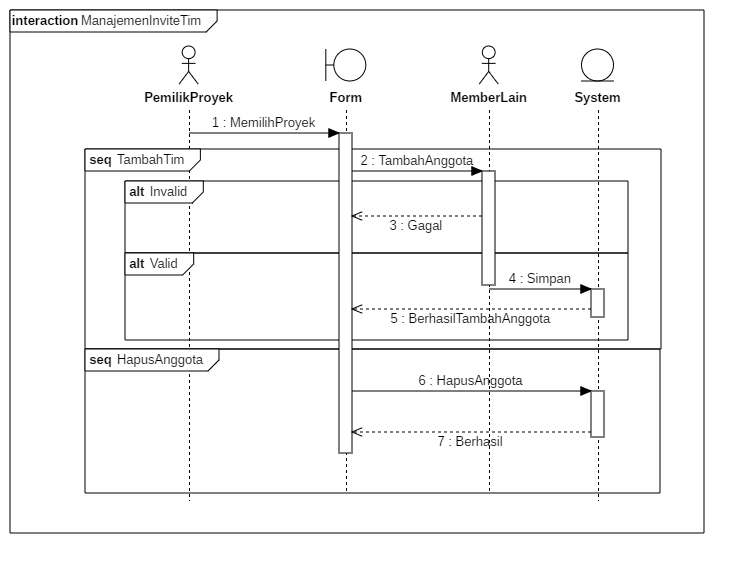 interaction ManajemenInviteTim
PemilikProyek
Form
MemberLain
System
1 : MemilihProyek
seq TambahTim
2 : TambahAnggota
alt Invalid
3 : Gagal
alt Valid
4 : Simpan
5 : BerhasilTambahAnggota
seq HapusAnggota
6 : HapusAnggota
7 : Berhasil